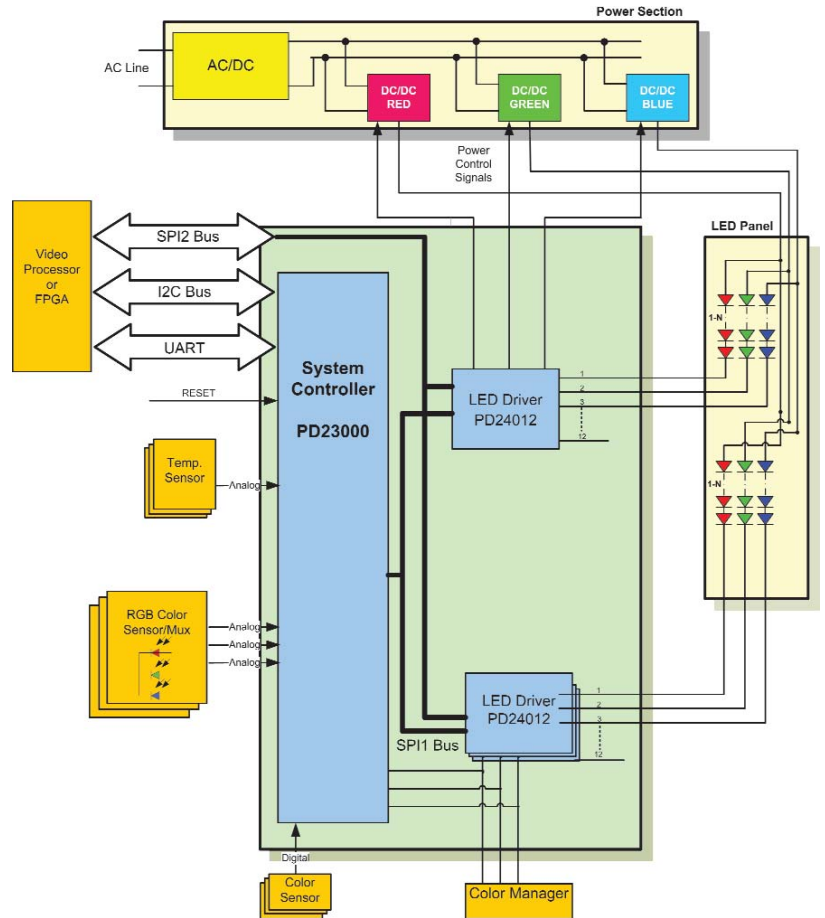 Power Section
AC Line
AC/DC
DC/DC
RED
DC/DC
GREEN
DC/DC
BLUE
Power
Control
Signals
Video
Processor
or
FPGA
SPI2 Bus
I2C Bus
UART
RESET
Temp.
Sensor
Analog
RGB Color
Sensor/Mux
Analog
Analog
Analog
System
Controller
PD23000
LED Driver
PD24012
1
2
3
12
LED Panel
1-N
1-N
LED Driver
PD24012
1
2
3
12
SPI1 Bus
Digital
Color
Sensor
Color Manager